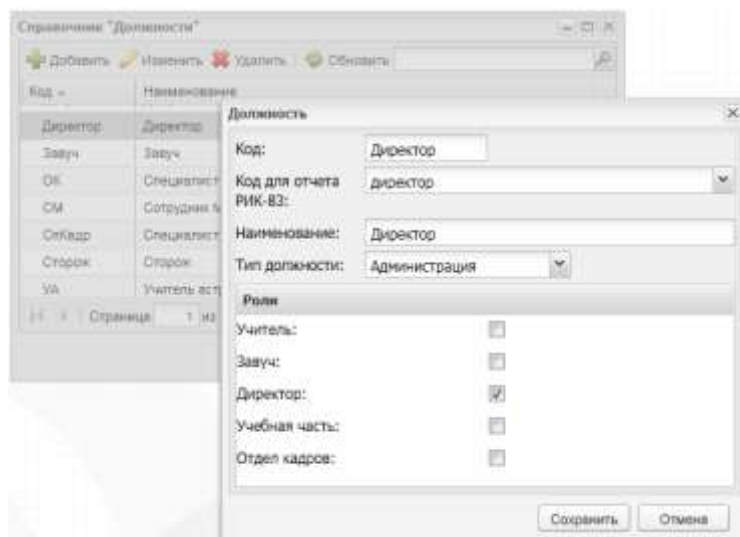 Справочник "Должности"
Добавить Изменить Удалить Обновить
Код Наименование
Директор Директор
Завуч Завуч
ОК Специалист
СМ Сотрудник
СпКадр Специалист
Сторож Сторож
УА Учитель
Страница 1 из
Должность
Код: Директор
Код для отчета РИК-83: директор
Наименование: Директор
Тип должности: Администрация
Роли
Учитель:
Завуч:
Директор:
Учебная часть:
Отдел кадров:
Сохранить Отмена